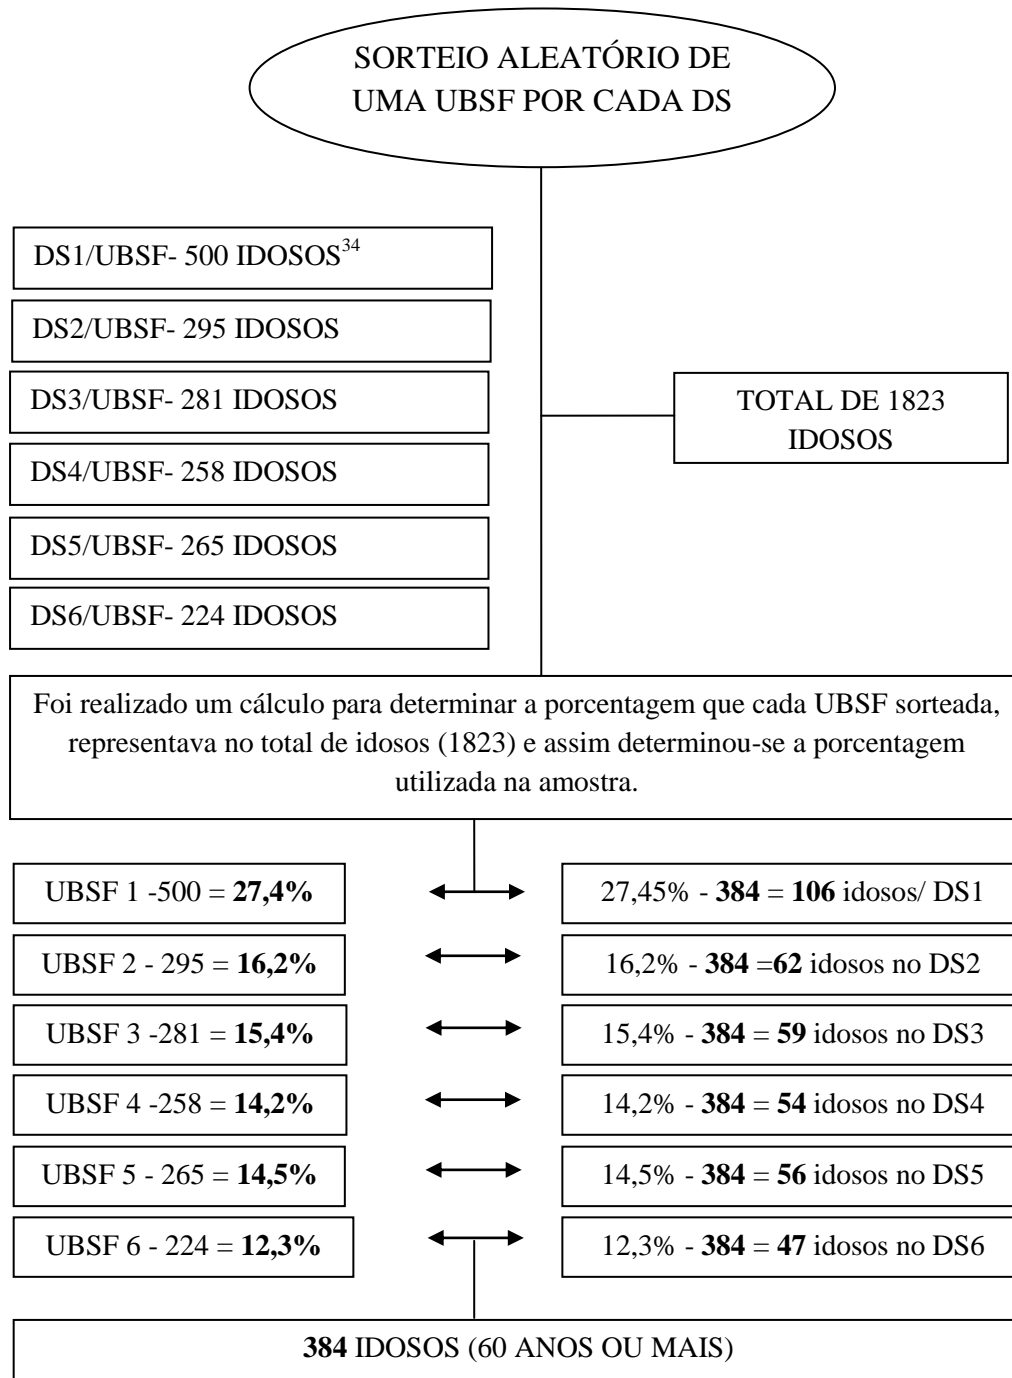 SORTEIO ALEATÓRIO DE
UMA UBSF POR CADA DS
DS1/UBSF- 500 IDOSOS³⁴
DS2/UBSF- 295 IDOSOS
DS3/UBSF- 281 IDOSOS
DS4/UBSF- 258 IDOSOS
DS5/UBSF- 265 IDOSOS
DS6/UBSF- 224 IDOSOS
TOTAL DE 1823
IDOSOS
Foi realizado um cálculo para determinar a porcentagem que cada UBSF sorteada,
representava no total de idosos (1823) e assim determinou-se a porcentagem
utilizada na amostra.
UBSF 1 -500 = 27,4%
27,45% - 384 = 106 idosos/ DS1
UBSF 2 - 295 = 16,2%
16,2% - 384 =62 idosos no DS2
UBSF 3 -281 = 15,4%
15,4% - 384 = 59 idosos no DS3
UBSF 4 -258 = 14,2%
14,2% - 384 = 54 idosos no DS4
UBSF 5 - 265 = 14,5%
14,5% - 384 = 56 idosos no DS5
UBSF 6 - 224 = 12,3%
12,3% - 384 = 47 idosos no DS6
384 IDOSOS (60 ANOS OU MAIS)